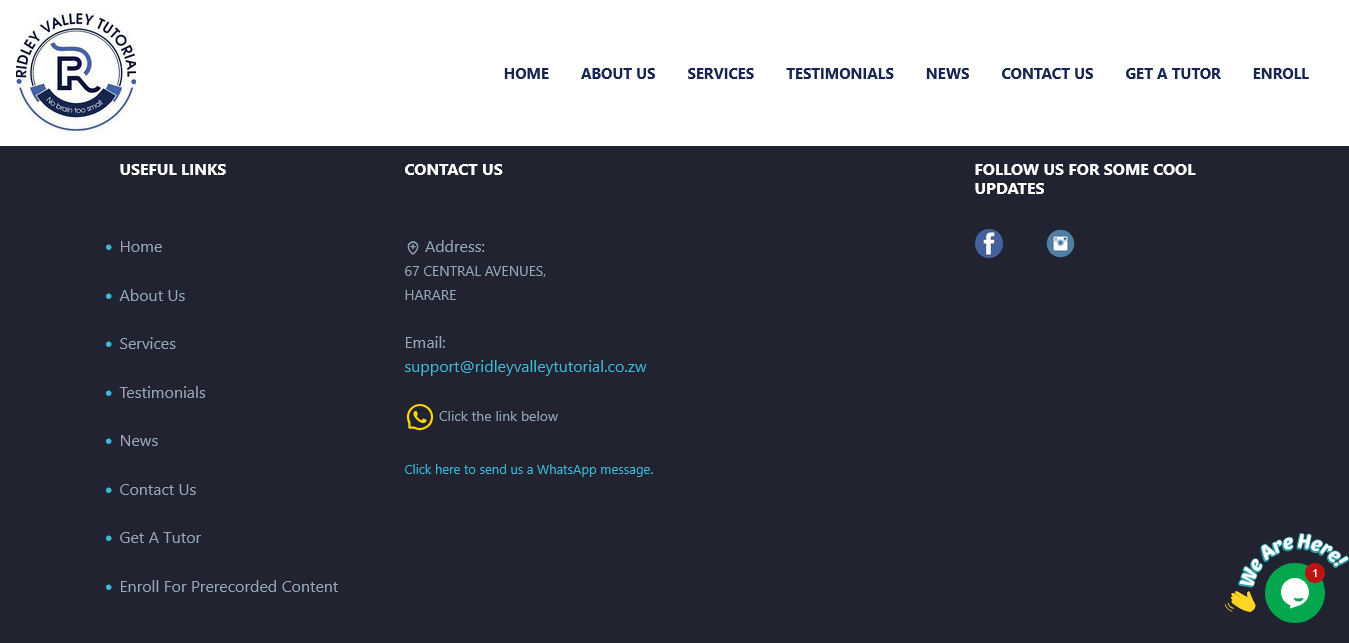 RIDLEY VALLEY TUTORIAL
R
No brain too small
HOME ABOUT US SERVICES TESTIMONIALS NEWS CONTACT US GET A TUTOR ENROLL
USEFUL LINKS
Home
About Us
Services
Testimonials
News
Contact Us
Get A Tutor
Enroll For Prerecorded Content
CONTACT US
Address:
67 CENTRAL AVENUES,
HARARE
Email:
support@ridleyvalleytutorial.co.zw
Click the link below
Click here to send us a WhatsApp message.
FOLLOW US FOR SOME COOL
UPDATES
We Are Here!
1